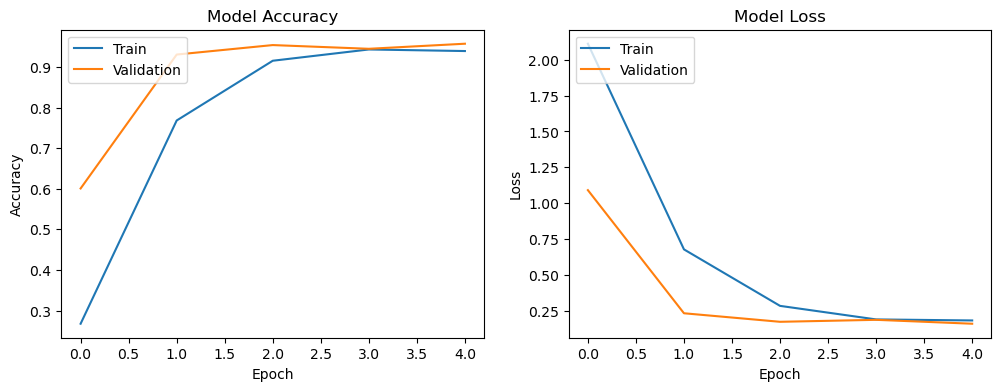 Model Accuracy
Train
Validation
0.9
0.8
0.7
0.6
0.5
0.4
0.3
Accuracy
0.0 0.5 1.0 1.5 2.0 2.5 3.0 3.5 4.0
Epoch
Model Loss
Train
Validation
2.00
1.75
1.50
1.25
1.00
0.75
0.50
0.25
Loss
0.0 0.5 1.0 1.5 2.0 2.5 3.0 3.5 4.0
Epoch